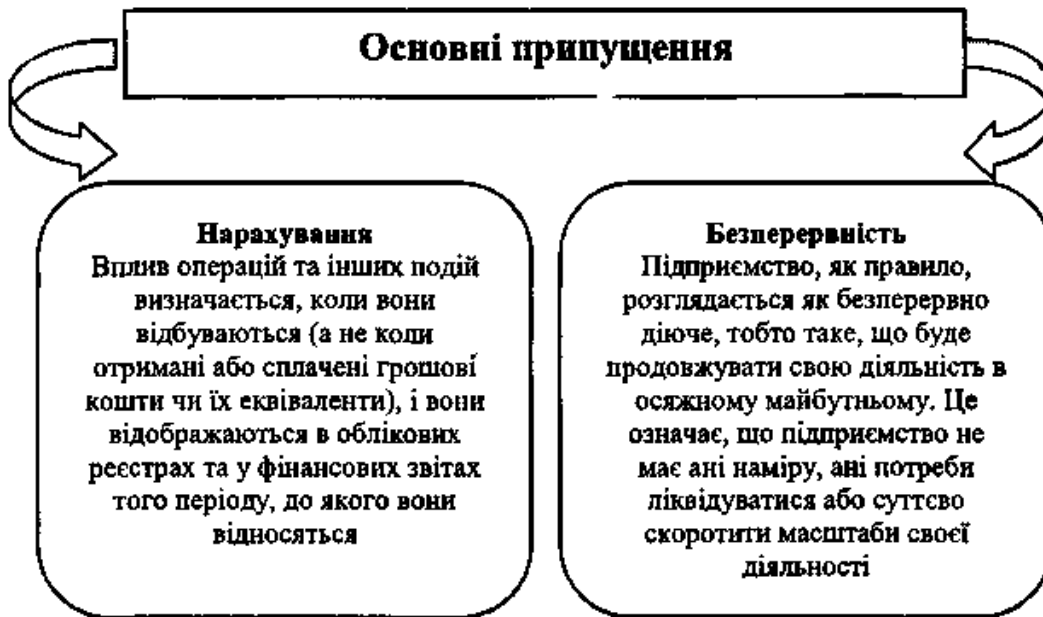 Основні припущення
Нарахування
Вплив операцій та інших подій
визначається, коли вони
відбуваються (а не коли
отримані або сплачені грошові
кошти чи їх еквіваленти), і вони
відображаються в облікових
реєстрах та у фінансових звітах
того періоду, до якого вони
відносяться
Безперервність
Підприємство, як правило,
розглядається як безперервно
діюче, тобто таке, що буде
продовжувати свою діяльність в
осяжному майбутньому. Це
означає, що підприємство не
має ані наміру, ані потреби
ліквідуватися або суттєво
скоротити масштаби своєї
діяльності